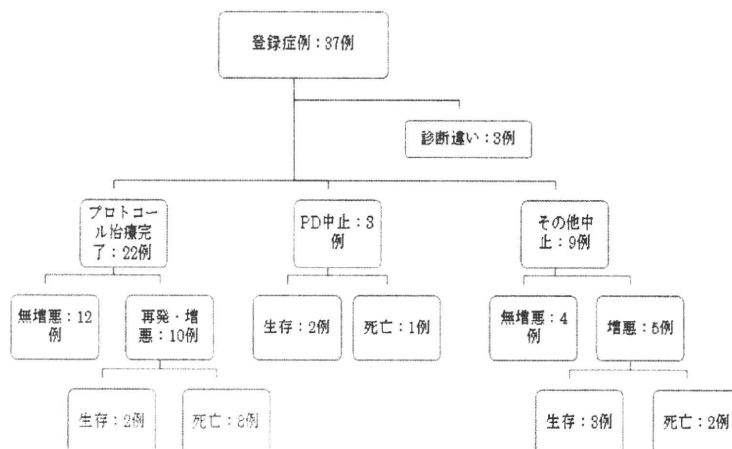 登録症例：37例
診断違い：3例
プロトコー
ル治療完
了：22例
PD中止：3
例
その他中
止：9例
無増悪：12
例
再発・増
悪：10例
生存：2例
死亡：1例
無増悪：4
例
増悪：5例
生存：2例
死亡：8例
生存：3例
死亡：2例